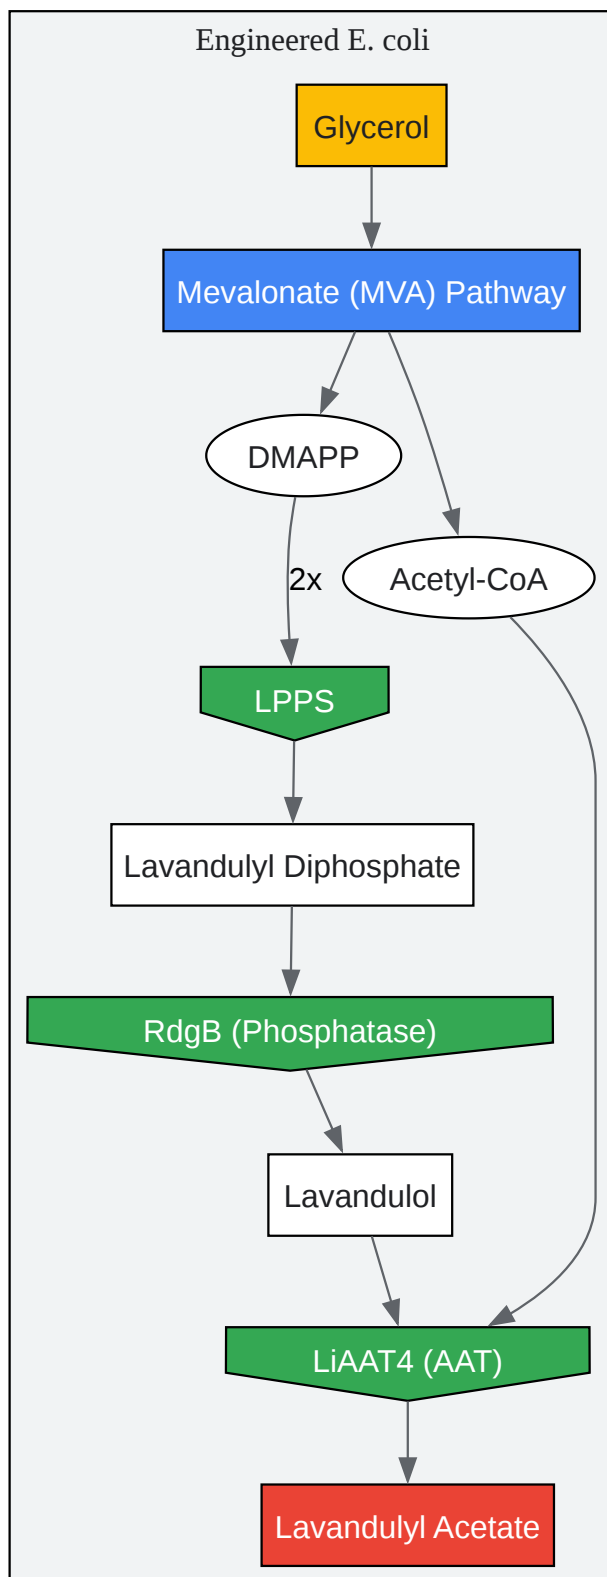 Engineered E. coli
Glycerol
Mevalonate (MVA) Pathway
DMAPP
2x
Acetyl-CoA
LPPS
Lavandulyl Diphosphate
RdgB (Phosphatase)
Lavandulol
LiAAT4 (AAT)
Lavandulyl Acetate